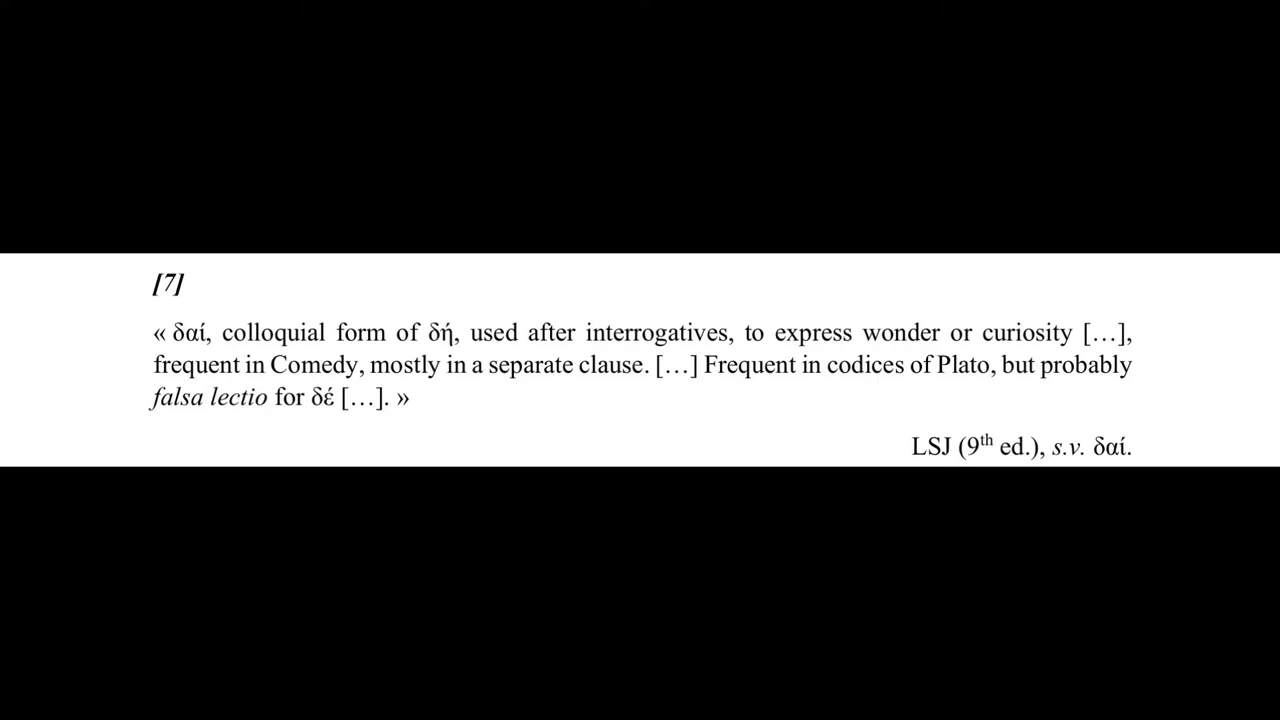 [7]
« δαί, colloquial form of δή, used after interrogatives, to express wonder or curiosity […],
frequent in Comedy, mostly in a separate clause. […] Frequent in codices of Plato, but probably
falsa lectio for δέ […]. »
LSJ (9th ed.), s.v. δαί.